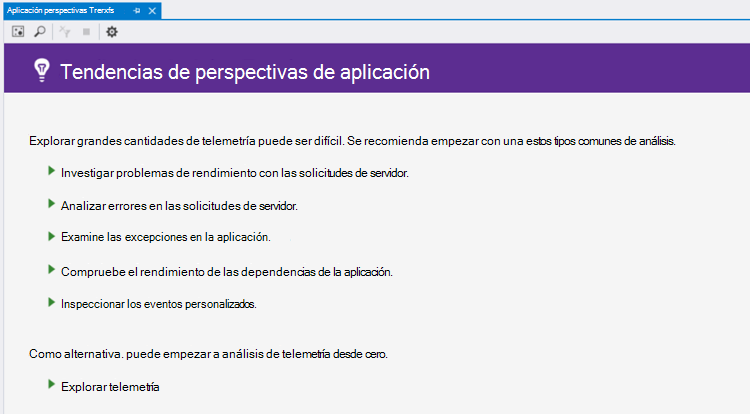 Aplicación perspectivas Trerxfs
Tendencias de perspectivas de aplicación
Explorar grandes cantidades de telemetría puede ser difícil. Se recomienda empezar con una estos tipos comunes de análisis.
Investigar problemas de rendimiento con las solicitudes de servidor.
Analizar errores en las solicitudes de servidor.
Examine las excepciones en la aplicación.
Compruebe el rendimiento de las dependencias de la aplicación.
Inspeccionar los eventos personalizados.
Como alternativa. puede empezar a análisis de telemetría desde cero.
Explorar telemetría